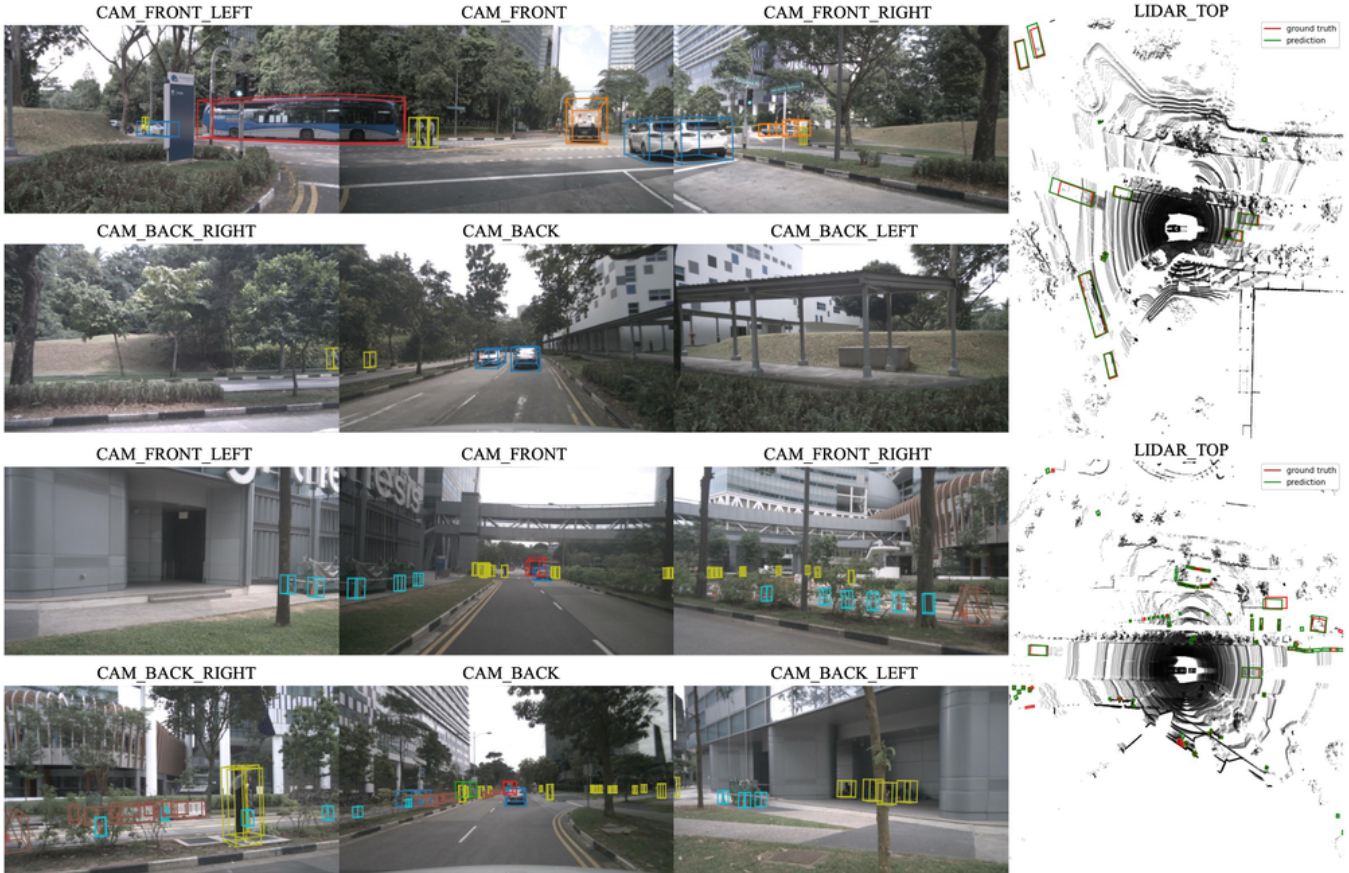 CAM_FRONT_LEFT
CAM_FRONT
CAM_FRONT_RIGHT
LIDAR_TOP
ground truth
prediction
CAM_BACK_RIGHT
CAM_BACK
CAM_BACK_LEFT
CAM_FRONT_LEFT
CAM_FRONT
CAM_FRONT_RIGHT
LIDAR_TOP
ground truth
prediction
CAM_BACK_RIGHT
CAM_BACK
CAM_BACK_LEFT